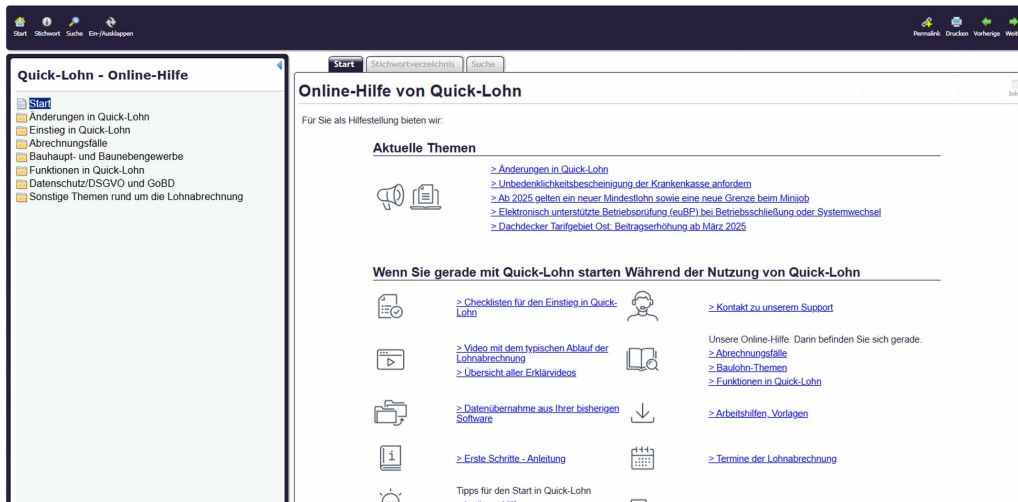 Start Stichwort Suche Ein-/Ausklappen
Permalink Drucken Vorherige
Quick-Lohn - Online-Hilfe
Start
Änderungen in Quick-Lohn
Einstieg in Quick-Lohn
Abrechnungsfälle
Bauhaupt- und Baunebengewerbe
Funktionen in Quick-Lohn
Datenschutz/DSGVO und GoBD
Sonstige Themen rund um die Lohnabrechnung
Start Stichwortverzeichnis Suche
Online-Hilfe von Quick-Lohn
Für Sie als Hilfestellung bieten wir:
Aktuelle Themen
> Änderungen in Quick-Lohn
> Unbedenklichkeitsbescheinigung der Krankenkasse anfordern
> Ab 2025 gelten ein neuer Mindestlohn sowie eine neue Grenze beim Minijob
> Elektronisch unterstützte Betriebsprüfung (euBP) bei Betriebsschließung oder Systemwechsel
> Dachdecker Tarifgebiet Ost: Beitragserhöhung ab März 2025
Wenn Sie gerade mit Quick-Lohn starten
> Checklisten für den Einstieg in Quick-
Lohn
> Video mit dem typischen Ablauf der
Lohnabrechnung
> Übersicht aller Erklärvideos
> Datenübernahme aus Ihrer bisherigen
Software
> Erste Schritte - Anleitung
Tipps für den Start in Quick-Lohn
Während der Nutzung von Quick-Lohn
> Kontakt zu unserem Support
Unsere Online-Hilfe. Darin befinden Sie sich gerade.
> Abrechnungsfälle
> Baulohn-Themen
> Funktionen in Quick-Lohn
> Arbeitshilfen, Vorlagen
> Termine der Lohnabrechnung